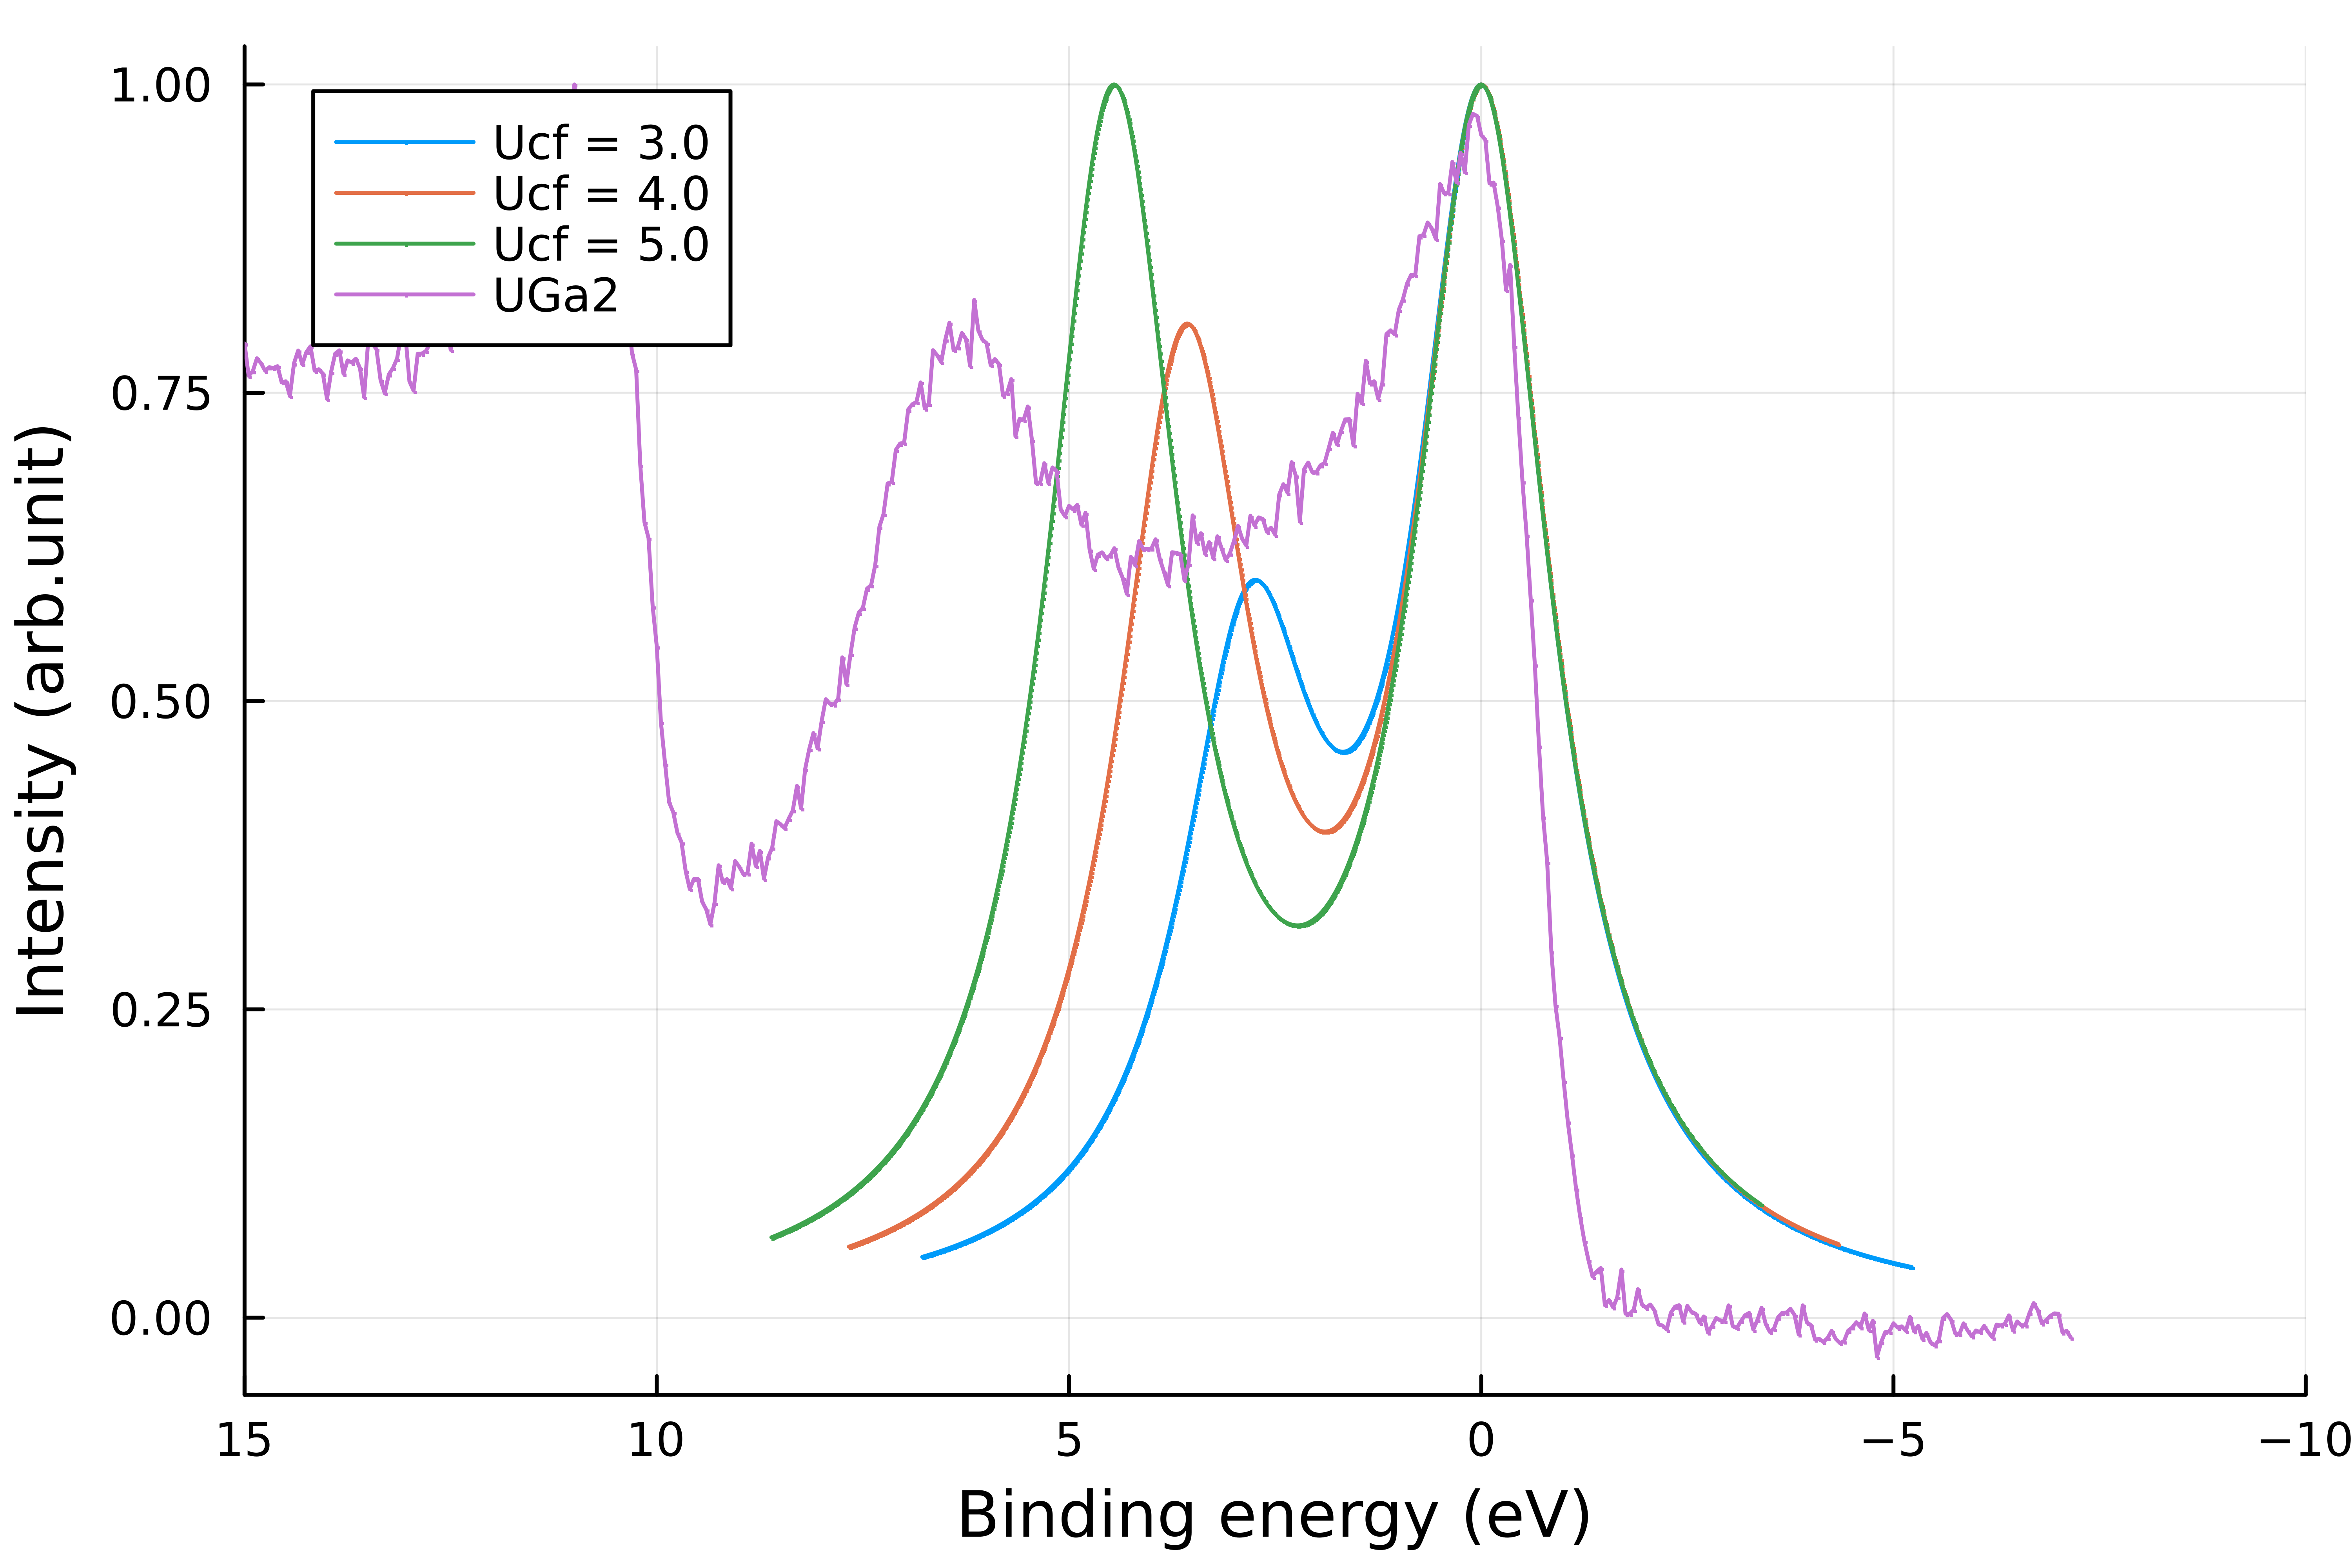 1.00
Ucf = 3.0
Ucf = 4.0
Ucf = 5.0
UGa2
0.75
0.50
0.25
0.00
Intensity (arb.unit)
15 10 5 0 −5 −10
Binding energy (eV)